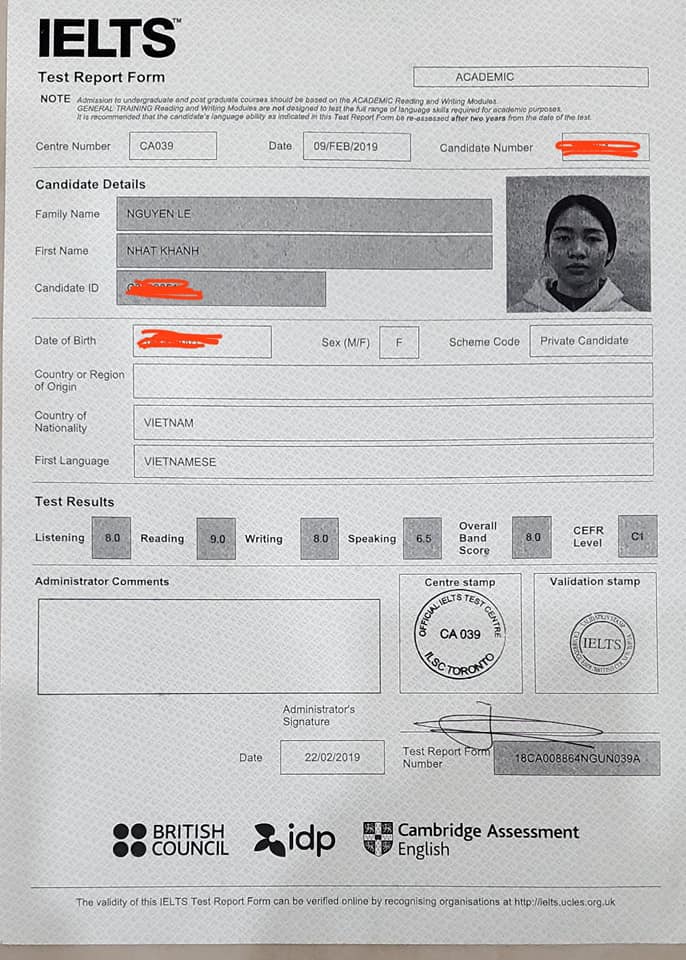 IELTS™
Test Report Form
ACADEMIC
NOTE Admission to undergraduate and post graduate courses should be based on the ACADEMIC Reading and Writing Modules.
GENERAL TRAINING Reading and Writing Modules are not designed to test the full range of language skills required for academic purposes.
It is recommended that the candidate's language ability as indicated in this Test Report Form be re-assessed after two years from the date of the test.
Centre Number CA039 Date 09/FEB/2019 Candidate Number
Candidate Details
Family Name NGUYEN LE
First Name NHAT KHANH
Candidate ID
Date of Birth Sex (M/F) F Scheme Code Private Candidate
Country or Region
of Origin
Country of
Nationality VIETNAM
First Language VIETNAMESE
Test Results
Listening 8.0 Reading 9.0 Writing 8.0 Speaking 6.5 Overall Band Score 8.0 CEFR Level C1
Administrator Comments
Centre stamp
OFFICIAL IELTS TEST CENTRE
CA 039
ILSC TORONTO
Validation stamp
IELTS
Administrator's
Signature
Date 22/02/2019
Test Report Form
Number 18CA008864NGUN039A
BRITISH
COUNCIL
idp
Cambridge Assessment
English
The validity of this IELTS Test Report Form can be verified online by recognising organisations at http://ielts.ucles.org.uk